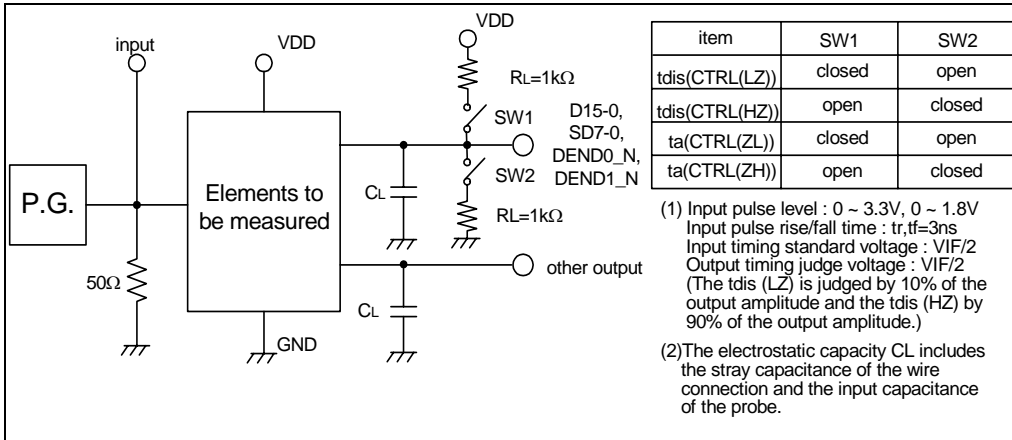 input
VDD
VDD
RL=1kΩ
SW1
D15-0,
SD7-0,
DEND0_N,
DEND1_N
SW2
RL=1kΩ
P.G.
Elements to
be measured
CL
50Ω
other output
CL
GND
item SW1 SW2
tdis(CTRL(LZ)) closed open
tdis(CTRL(HZ)) open closed
ta(CTRL(ZL)) closed open
ta(CTRL(ZH)) open closed
(1) Input pulse level : 0 ~ 3.3V, 0 ~ 1.8V
Input pulse rise/fall time : tr,tf=3ns
Input timing standard voltage : VIF/2
Output timing judge voltage : VIF/2
(The tdis (LZ) is judged by 10% of the
output amplitude and the tdis (HZ) by
90% of the output amplitude.)
(2)The electrostatic capacity CL includes
the stray capacitance of the wire
connection and the input capacitance
of the probe.